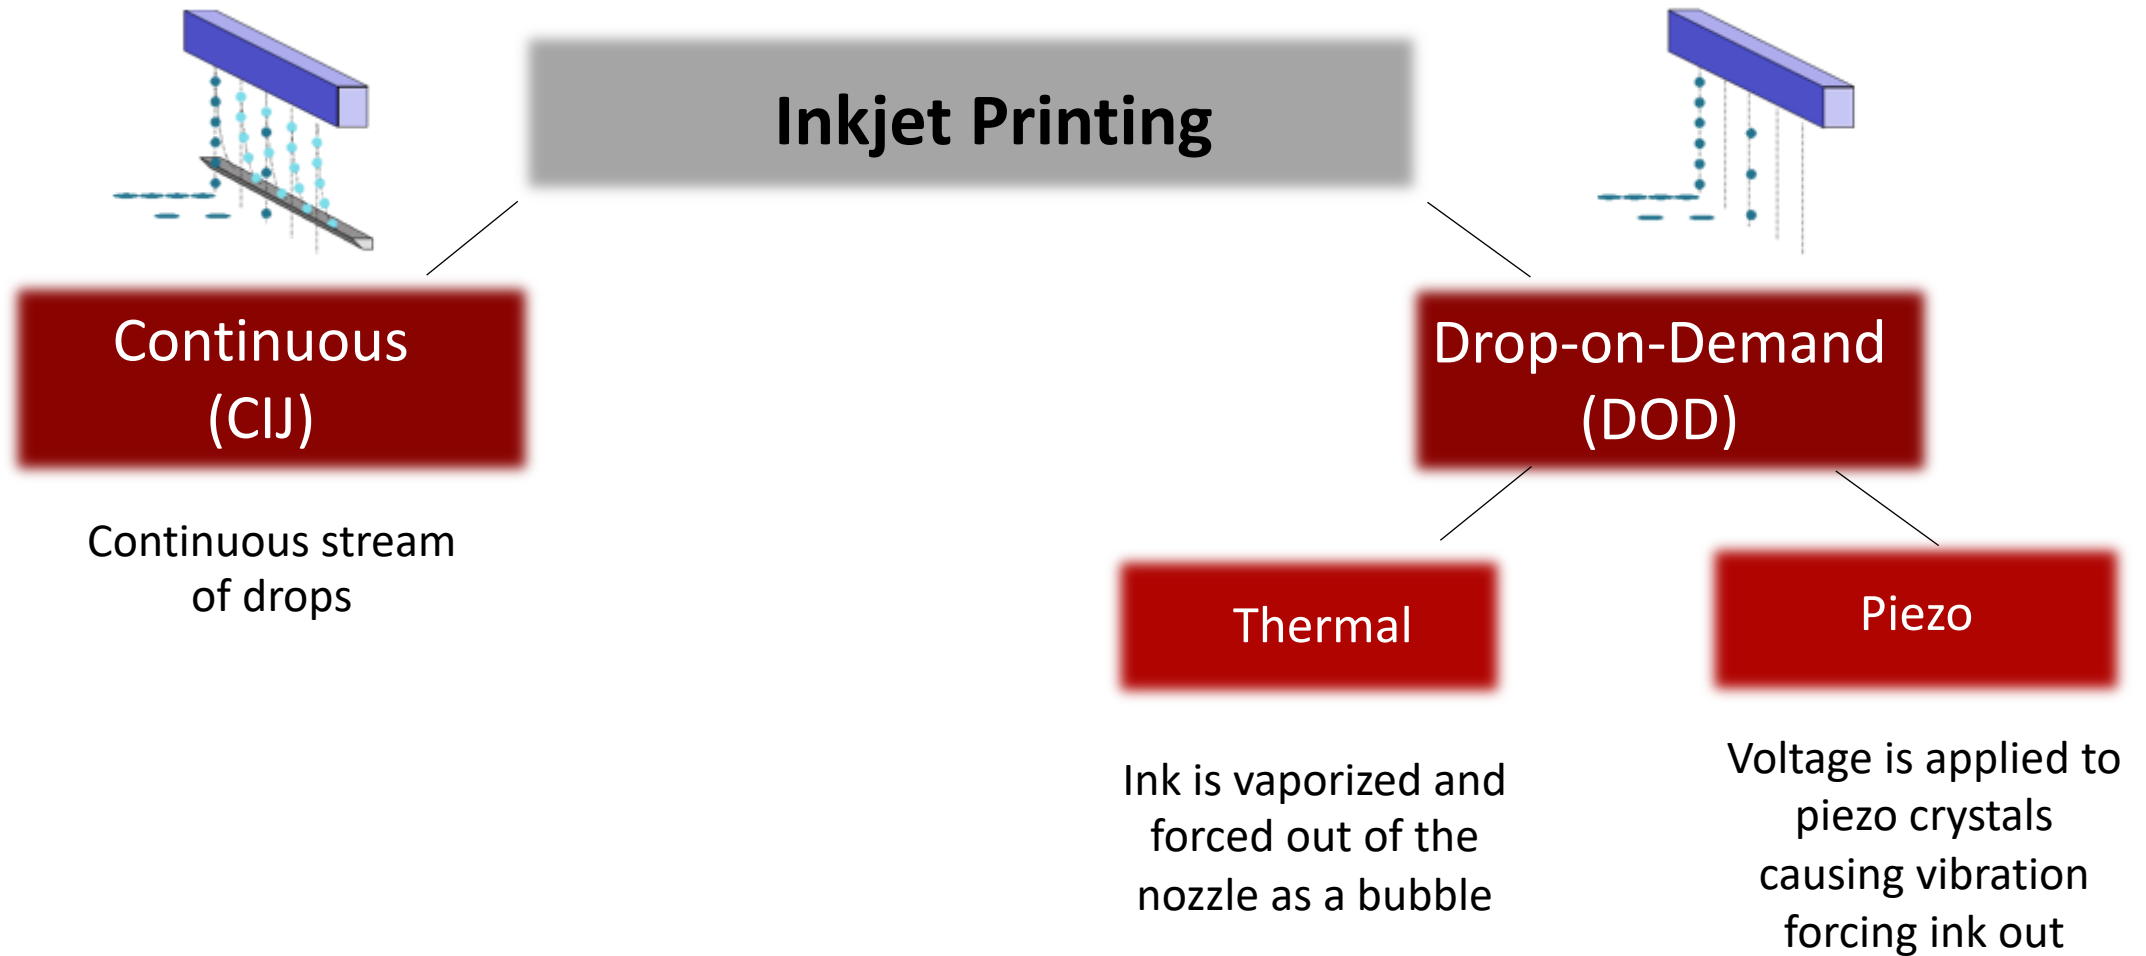 Inkjet Printing
Continuous
(CIJ)
Continuous stream
of drops
Drop-on-Demand
(DOD)
Thermal
Ink is vaporized and
forced out of the
nozzle as a bubble
Piezo
Voltage is applied to
piezo crystals
causing vibration
forcing ink out